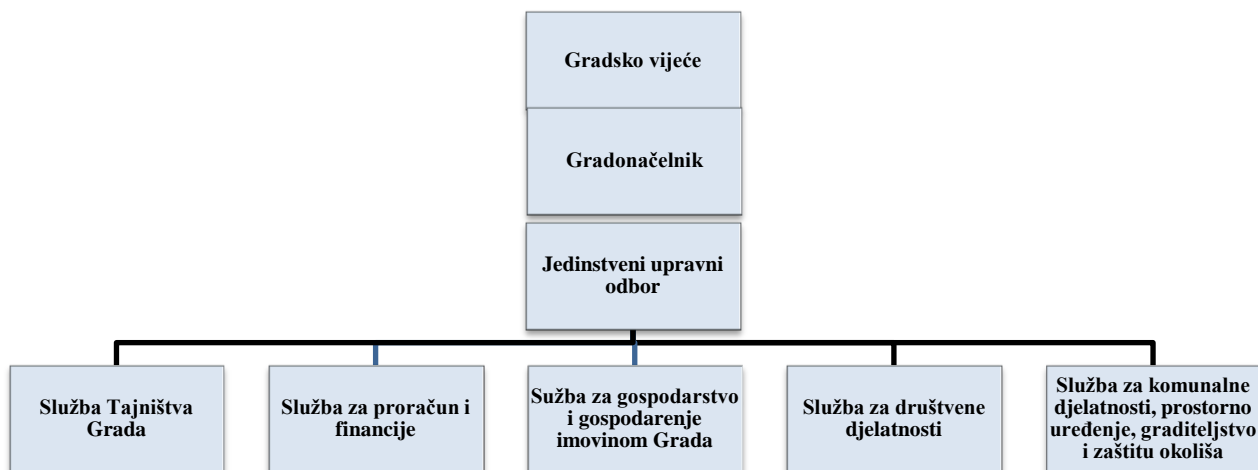 Gradsko vijeće
Gradonačelnik
Jedinstveni upravni
odbor
Služba Tajništva
Grada
Služba za proračun i
financije
Sužba za gospodarstvo
i gospodarenje
imovinom Grada
Služba za društvene
djelatnosti
Služba za komunalne
djelatnosti, prostorno
uređenje, graditeljstvo
i zaštitu okoliša